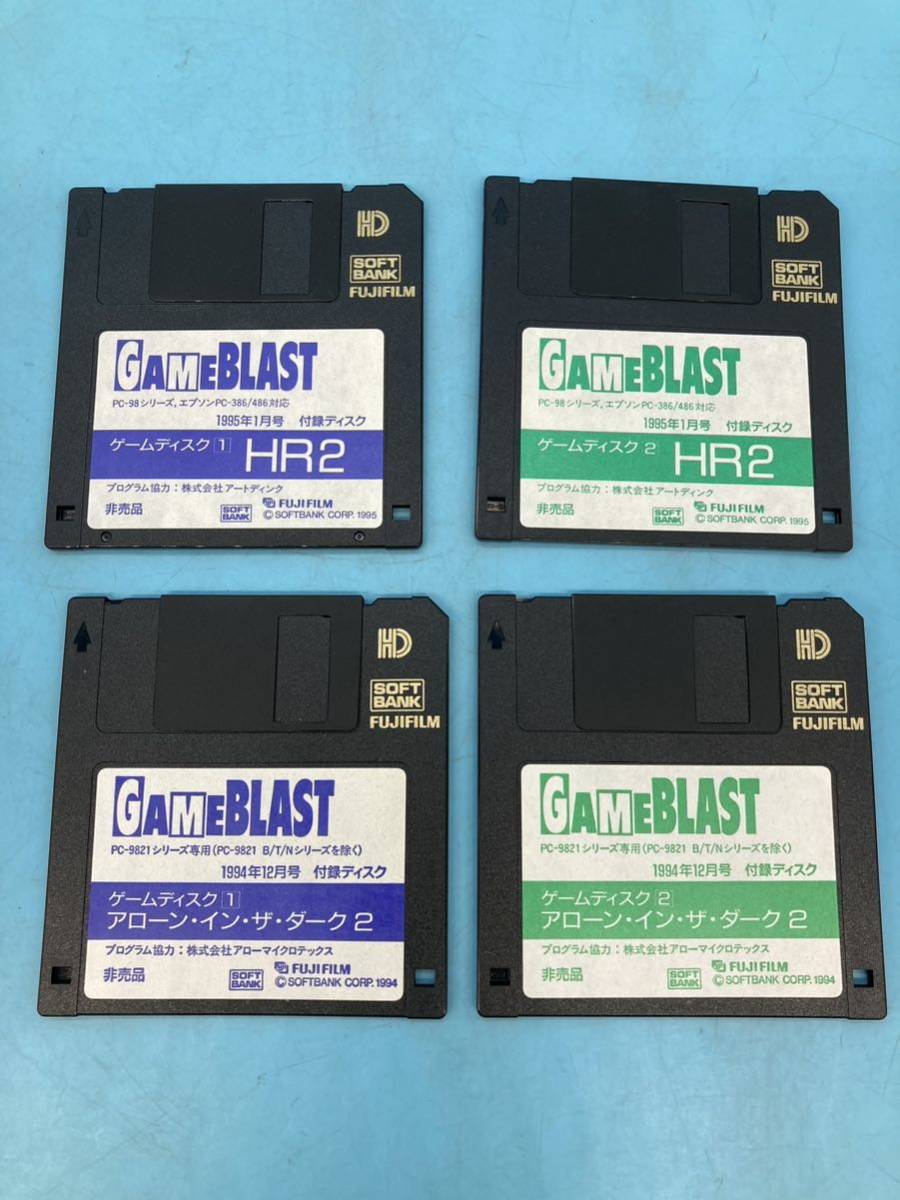 HD
SOFT
BANK
FUJIFILM
GAMEBLAST
PC-98シリーズ,エプソンPC-386/486対応
1995年1月号 付録ディスク
ゲームディスク 1 HR2
プログラム協力:株式会社アートディンク
非売品 SOFT BANK FUJIFILM
©SOFTBANK CORP. 1995
HD
SOFT
BANK
FUJIFILM
GAMEBLAST
PC-98シリーズ,エプソンPC-386/486対応
1995年1月号 付録ディスク
ゲームディスク 2 HR2
プログラム協力:株式会社アートディンク
非売品 SOFT BANK FUJIFILM
©SOFTBANK CORP. 1995
HD
SOFT
BANK
FUJIFILM
GAMEBLAST
PC-9821シリーズ専用(PC-9821 B/T/Nシリーズを除く)
1994年12月号 付録ディスク
ゲームディスク 1
アローン・イン・ザ・ダーク 2
プログラム協力:株式会社アローマイクロテックス
非売品 SOFT BANK FUJIFILM
©SOFTBANK CORP. 1994
HD
SOFT
BANK
FUJIFILM
GAMEBLAST
PC-9821シリーズ専用(PC-9821 B/T/Nシリーズを除く)
1994年12月号 付録ディスク
ゲームディスク 2
アローン・イン・ザ・ダーク 2
プログラム協力:株式会社アローマイクロテックス
非売品 SOFT BANK FUJIFILM
©SOFTBANK CORP. 1994